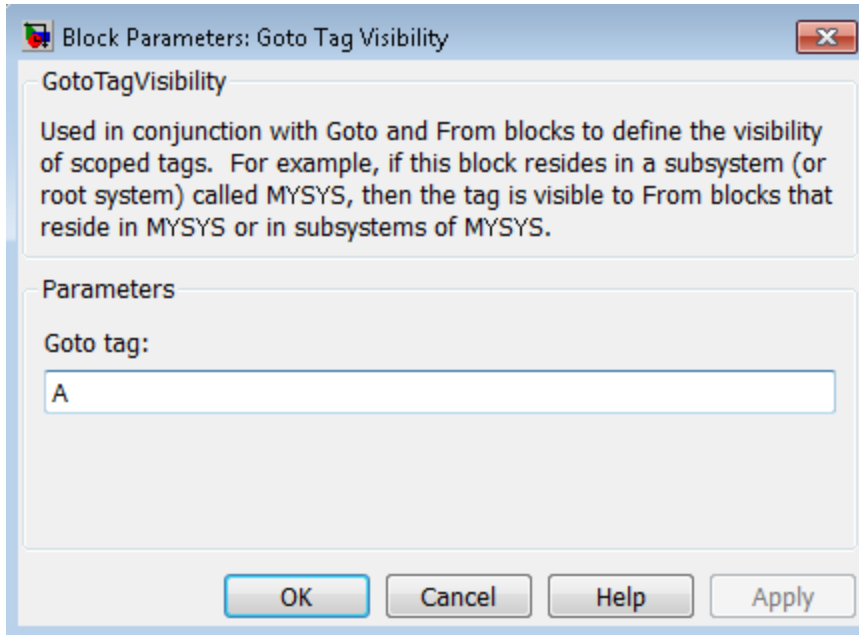 Block Parameters: Goto Tag Visibility
GotoTagVisibility
Used in conjunction with Goto and From blocks to define the visibility
of scoped tags.  For example, if this block resides in a subsystem (or
root system) called MYSYS, then the tag is visible to From blocks that
reside in MYSYS or in subsystems of MYSYS.
Parameters
Goto tag:
A
OK Cancel Help Apply